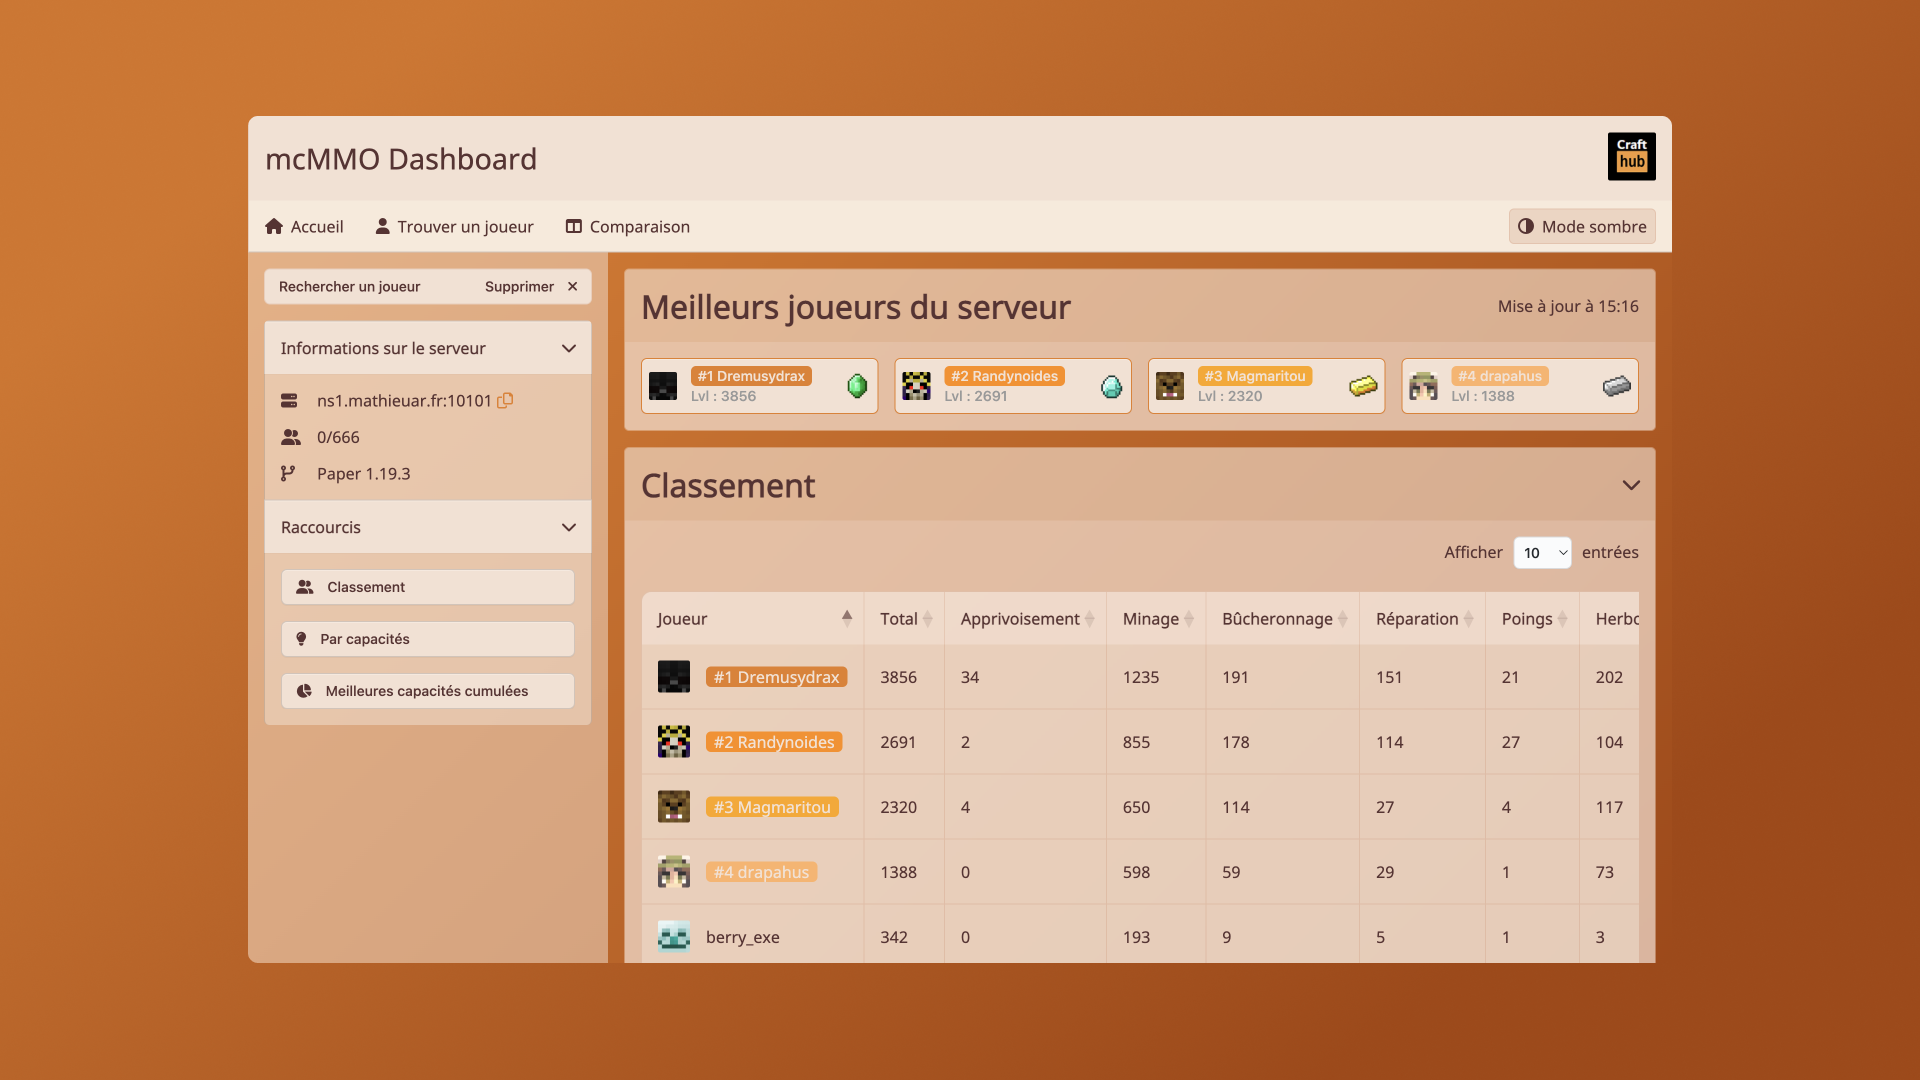 mcMMO Dashboard
Craft
hub
Accueil Trouver un joueur Comparaison Mode sombre
Rechercher un joueur Supprimer
Informations sur le serveur
ns1.mathieuar.fr:10101
0/666
Paper 1.19.3
Raccourcis
Classement
Par capacités
Meilleures capacités cumulées
Meilleurs joueurs du serveur Mise à jour à 15:16
#1 Dremusydrax
Lvl : 3856
#2 Randynoides
Lvl : 2691
#3 Magmaritou
Lvl : 2320
#4 drapahus
Lvl : 1388
Classement
Afficher 10 entrées
Joueur Total Apprivoisement Minage Bûcheronnage Réparation Poings Herbo
#1 Dremusydrax 3856 34 1235 191 151 21 202
#2 Randynoides 2691 2 855 178 114 27 104
#3 Magmaritou 2320 4 650 114 27 4 117
#4 drapahus 1388 0 598 59 29 1 73
berry_exe 342 0 193 9 5 1 3